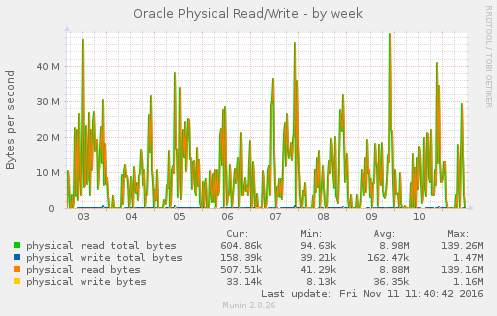 Oracle Physical Read/Write - by week
RRDTOOL / TOBI OETIKER
Bytes per second
40 M
30 M
20 M
10 M
0
03 04 05 06 07 08 09 10
Cur: Min: Avg: Max:
physical read total bytes 604.86k 94.63k 8.98M 139.26M
physical write total bytes 158.39k 39.21k 162.47k 1.47M
physical read bytes 507.51k 41.29k 8.88M 139.16M
physical write bytes 33.14k 8.13k 36.35k 1.16M
Last update: Fri Nov 11 11:40:42 2016
Munin 2.0.26